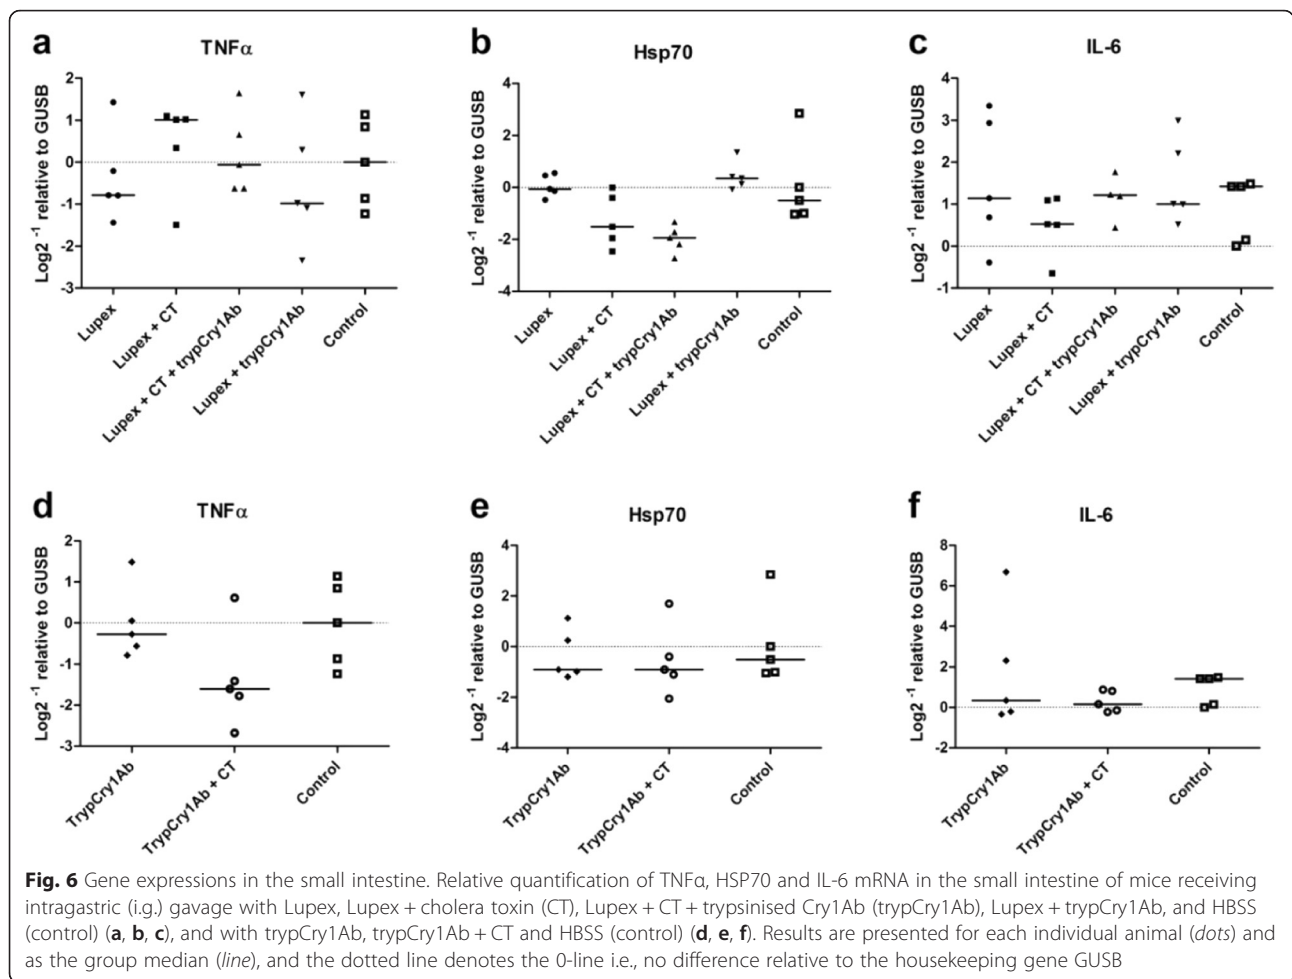 a
TNFα
Log2 ⁻¹ relative to GUSB
2
1
0
-1
-2
-3
Lupex
Lupex + CT
Lupex + CT + trypCry1Ab
Lupex + trypCry1Ab
Control
b
Hsp70
Log2 ⁻¹ relative to GUSB
4
2
0
-2
-4
Lupex
Lupex + CT
Lupex + CT + trypCry1Ab
Lupex + trypCry1Ab
Control
c
IL-6
Log2 ⁻¹ relative to GUSB
4
3
2
1
0
-1
Lupex
Lupex + CT
Lupex + CT + trypCry1Ab
Lupex + trypCry1Ab
Control
d
TNFα
Log2 ⁻¹ relative to GUSB
2
1
0
-1
-2
-3
TrypCry1Ab
TrypCry1Ab + CT
Control
e
Hsp70
Log2 ⁻¹ relative to GUSB
4
2
0
-2
-4
TrypCry1Ab
TrypCry1Ab + CT
Control
f
IL-6
Log2 ⁻¹ relative to GUSB
8
6
4
2
0
-2
TrypCry1Ab
TrypCry1Ab + CT
Control
Fig. 6 Gene expressions in the small intestine. Relative quantification of TNFα, HSP70 and IL-6 mRNA in the small intestine of mice receiving
intragastric (i.g.) gavage with Lupex, Lupex + cholera toxin (CT), Lupex + CT + trypsinised Cry1Ab (trypCry1Ab), Lupex + trypCry1Ab, and HBSS
(control) (a, b, c), and with trypCry1Ab, trypCry1Ab + CT and HBSS (control) (d, e, f). Results are presented for each individual animal (dots) and
as the group median (line), and the dotted line denotes the 0-line i.e., no difference relative to the housekeeping gene GUSB